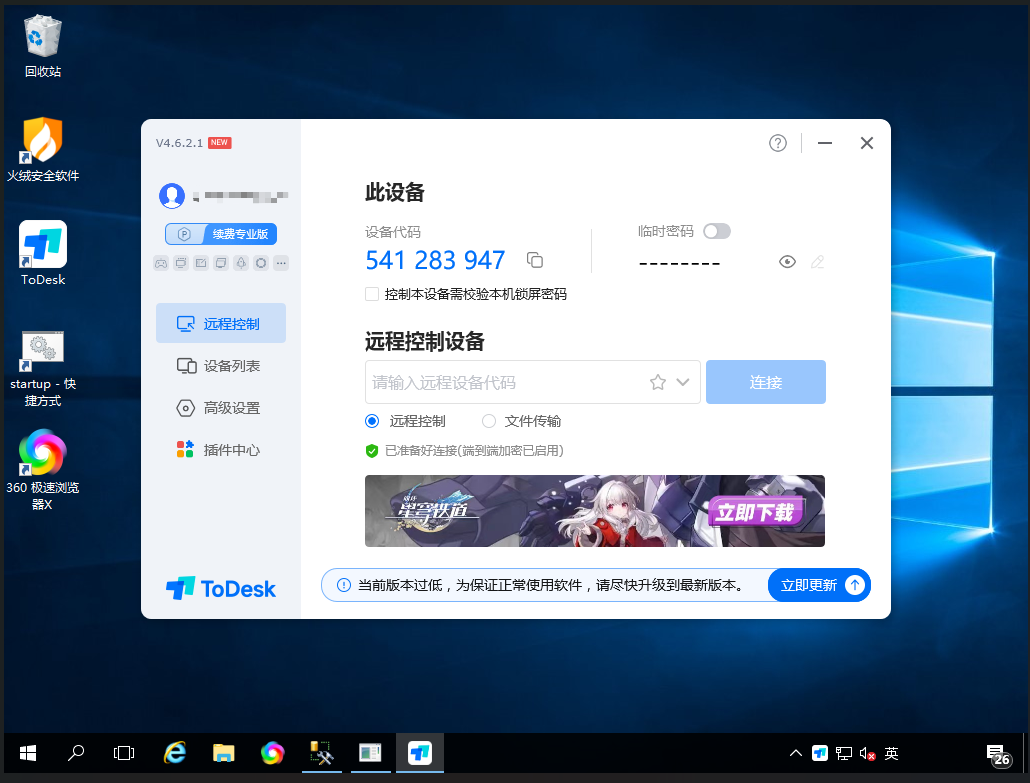 回收站
火绒安全软件
ToDesk
startup - 快
捷方式
360 极速浏览
器X
V4.6.2.1 NEW
续费专业版
远程控制
设备列表
高级设置
插件中心
ToDesk
此设备
设备代码
541 283 947
临时密码
--------
控制本设备需校验本机锁屏密码
远程控制设备
请输入远程设备代码
连接
远程控制 文件传输
已准备好连接(端到端加密已启用)
崩坏
星穹铁道
立即下载
当前版本过低，为保证正常使用软件，请尽快升级到最新版本。 立即更新
英
26